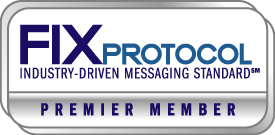 FIXPROTOCOL
INDUSTRY-DRIVEN MESSAGING STANDARD℠
PREMIER MEMBER